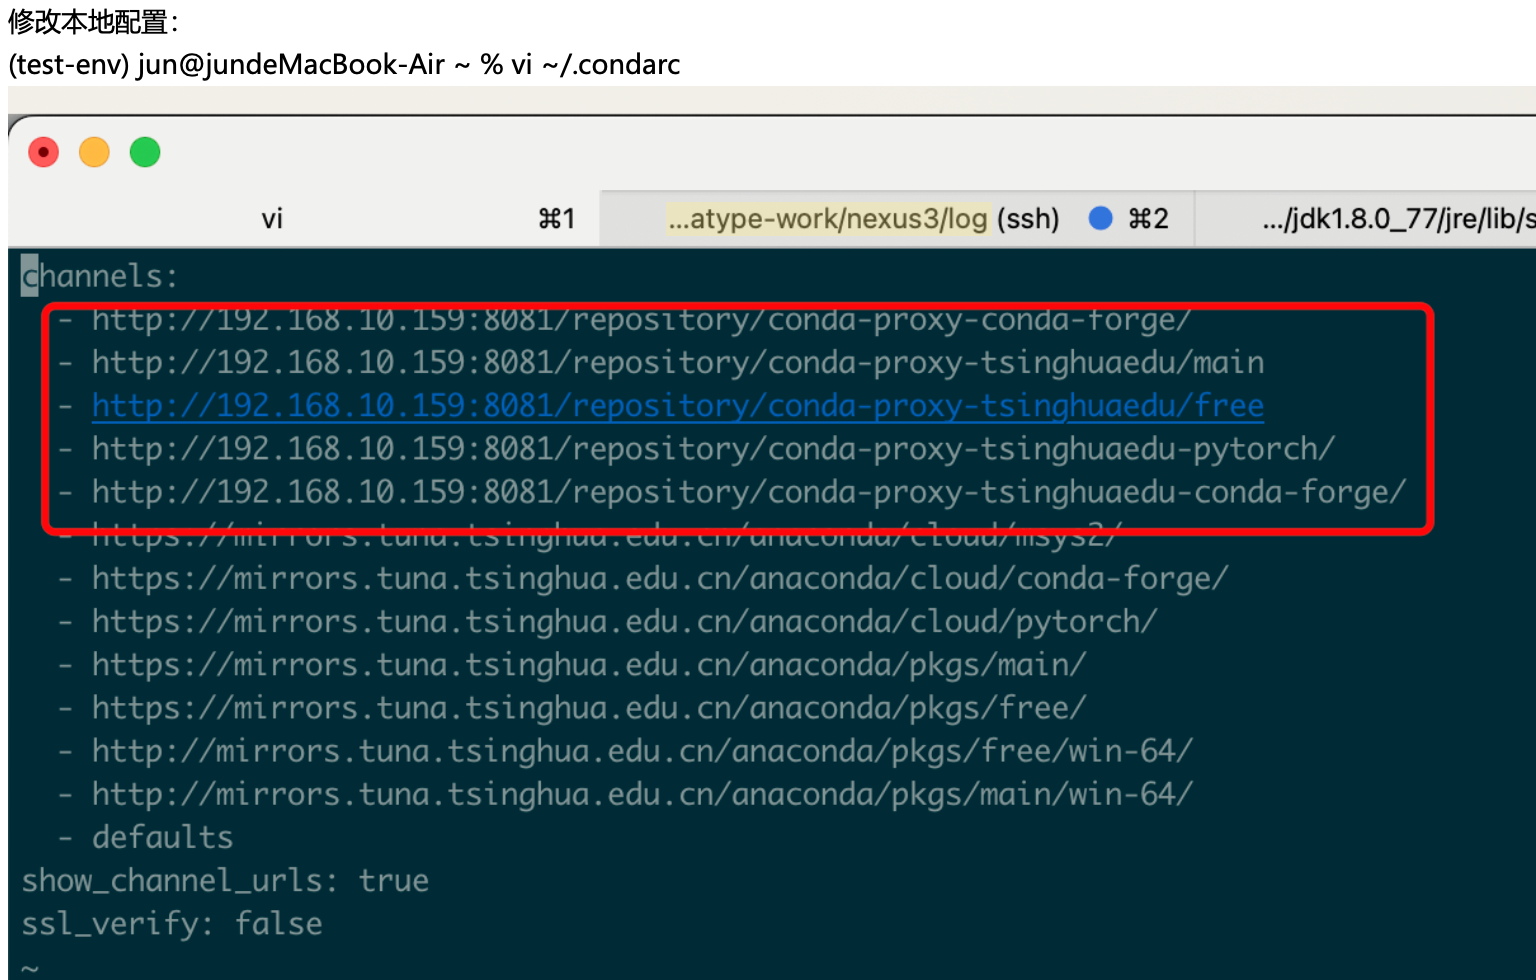 修改本地配置：
(test-env) jun@jundeMacBook-Air ~ % vi ~/.condarc
vi ⌘1 ...atype-work/nexus3/log (ssh) ⌘2 .../jdk1.8.0_77/jre/lib/s
channels:
- http://192.168.10.159:8081/repository/conda-proxy-conda-forge/
- http://192.168.10.159:8081/repository/conda-proxy-tsinghuaedu/main
- http://192.168.10.159:8081/repository/conda-proxy-tsinghuaedu/free
- http://192.168.10.159:8081/repository/conda-proxy-tsinghuaedu-pytorch/
- http://192.168.10.159:8081/repository/conda-proxy-tsinghuaedu-conda-forge/
- https://mirrors.tuna.tsinghua.edu.cn/anaconda/cloud/msys2/
- https://mirrors.tuna.tsinghua.edu.cn/anaconda/cloud/conda-forge/
- https://mirrors.tuna.tsinghua.edu.cn/anaconda/cloud/pytorch/
- https://mirrors.tuna.tsinghua.edu.cn/anaconda/pkgs/main/
- https://mirrors.tuna.tsinghua.edu.cn/anaconda/pkgs/free/
- http://mirrors.tuna.tsinghua.edu.cn/anaconda/pkgs/free/win-64/
- http://mirrors.tuna.tsinghua.edu.cn/anaconda/pkgs/main/win-64/
- defaults
show_channel_urls: true
ssl_verify: false
~